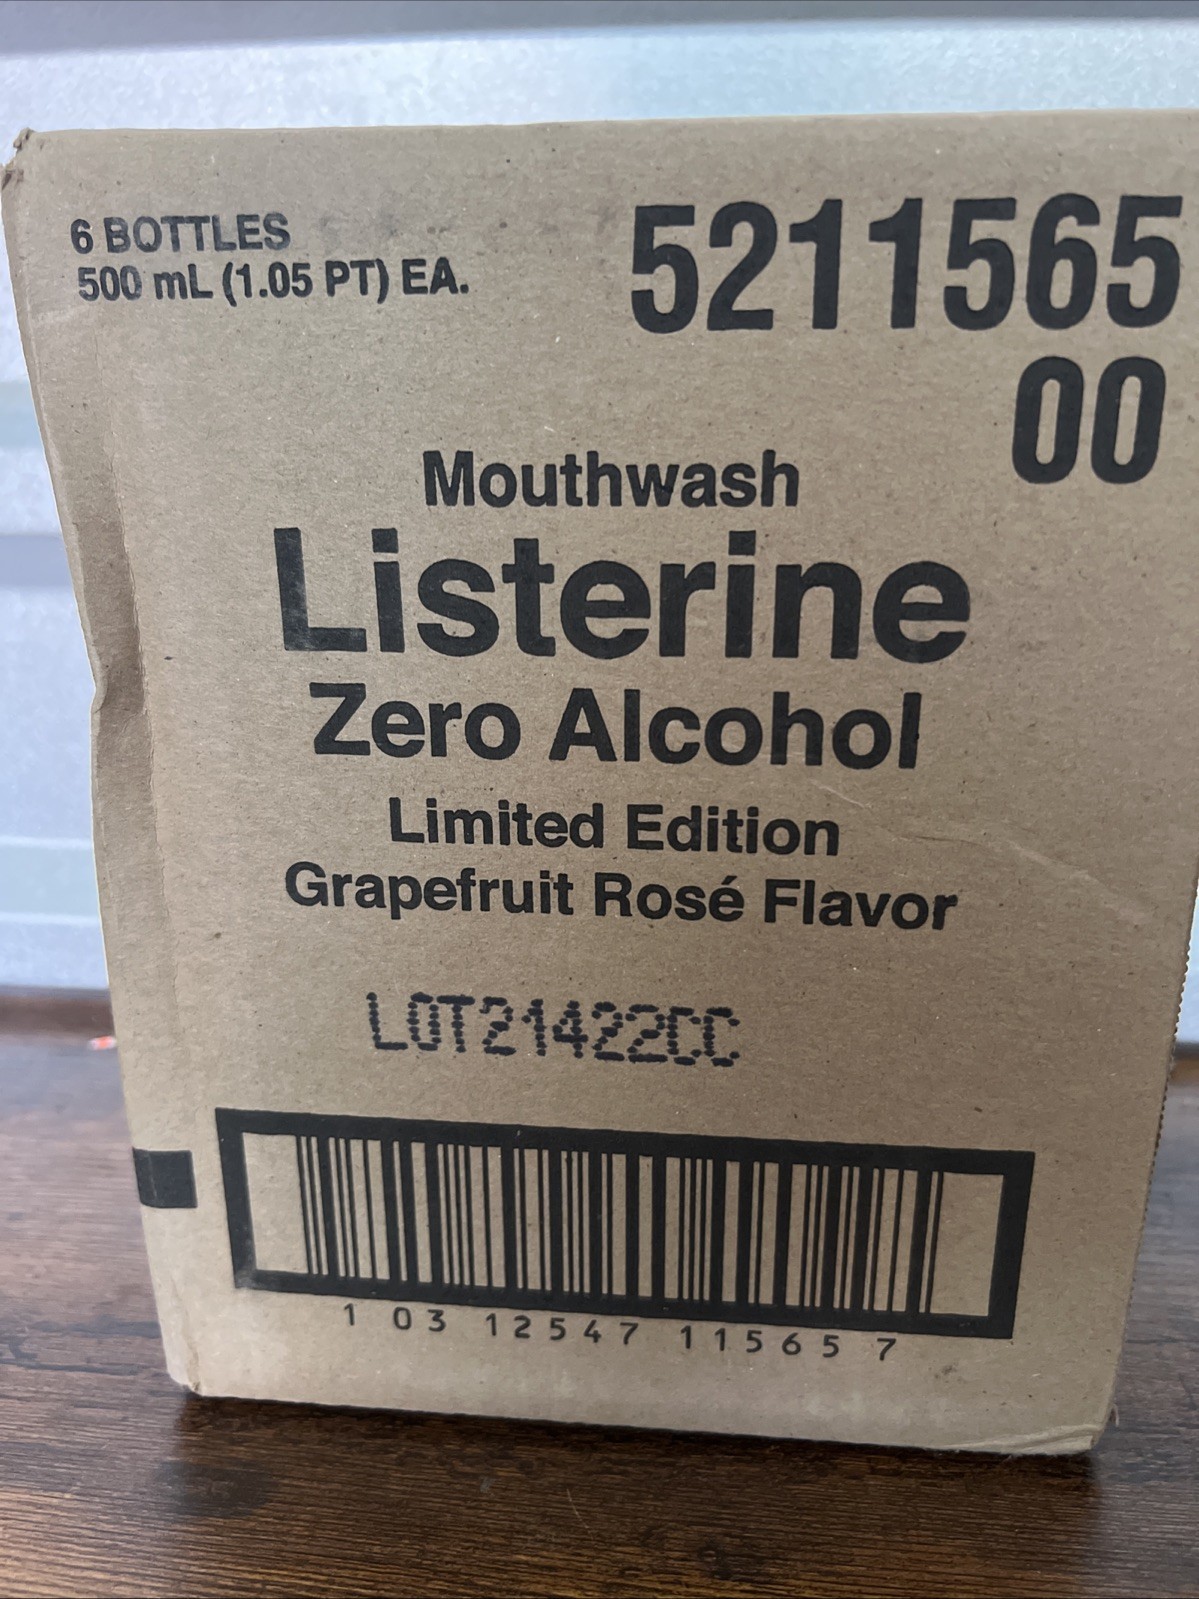 6 BOTTLES
500 mL (1.05 PT) EA.
5211565
00
Mouthwash
Listerine
Zero Alcohol
Limited Edition
Grapefruit Rosé Flavor
LOT21422CC
1 03 12547 11565 7